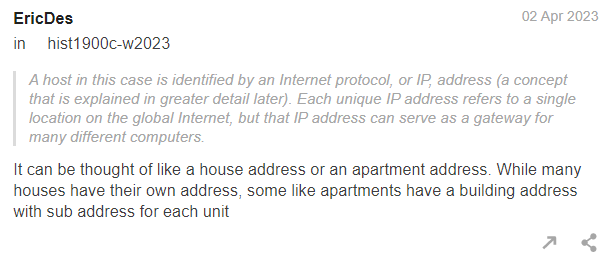 EricDes 02 Apr 2023
in hist1900c-w2023
A host in this case is identified by an Internet protocol, or IP, address (a concept
that is explained in greater detail later). Each unique IP address refers to a single
location on the global Internet, but that IP address can serve as a gateway for
many different computers.
It can be thought of like a house address or an apartment address. While many
houses have their own address, some like apartments have a building address
with sub address for each unit